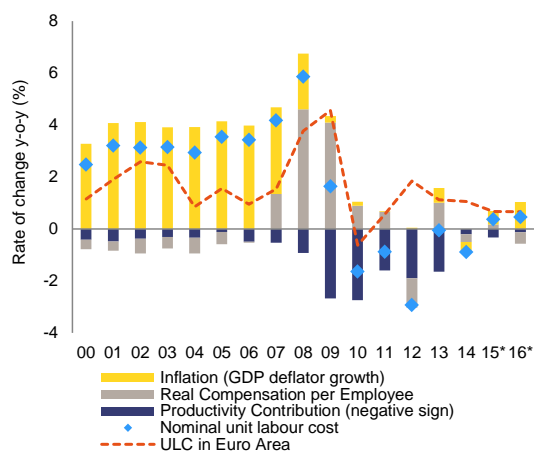 Rate of change y-o-y (%)
8
6
4
2
0
-2
-4
00 01 02 03 04 05 06 07 08 09 10 11 12 13 14 15* 16*
Inflation (GDP deflator growth)
Real Compensation per Employee
Productivity Contribution (negative sign)
Nominal unit labour cost
ULC in Euro Area